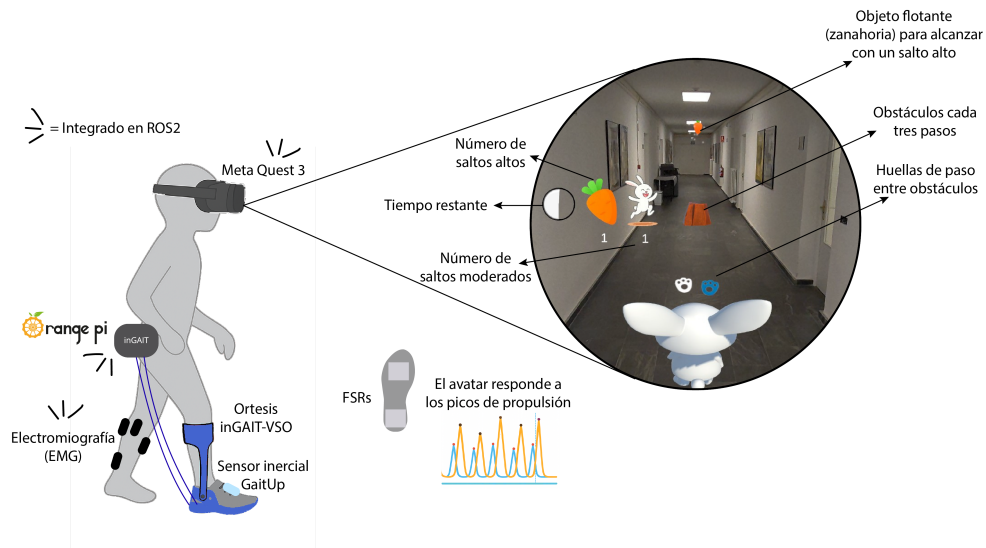 Objeto flotante
(zanahoria) para alcanzar
con un salto alto
= Integrado en ROS2
Obstáculos cada
tres pasos
Número de
saltos altos
Meta Quest 3
Huellas de paso
entre obstáculos
Tiempo restante
1
1
Número de
saltos moderados
Orange pi
inGAIT
FSRs
El avatar responde a
los picos de propulsión
Electromiografía
(EMG)
Ortesis
inGAIT-VSO
Sensor inercial
GaitUp